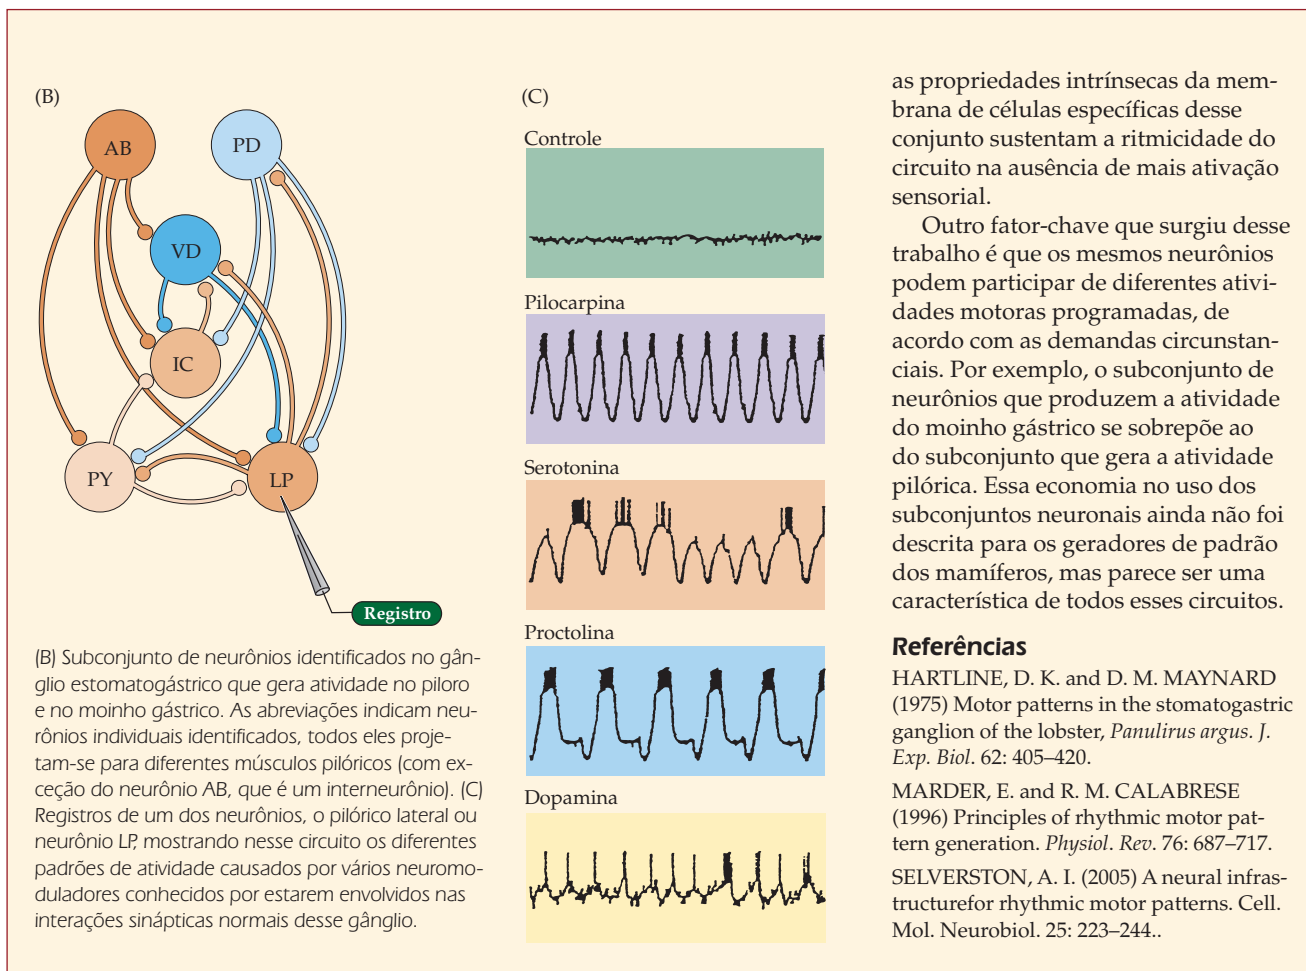 (B)
AB
PD
VD
IC
PY
LP
Registro
(B) Subconjunto de neurônios identificados no gân-
glio estomatogástrico que gera atividade no piloro
e no moinho gástrico. As abreviações indicam neu-
rônios individuais identificados, todos eles proje-
tam-se para diferentes músculos pilóricos (com ex-
ceção do neurônio AB, que é um interneurônio). (C)
Registros de um dos neurônios, o pilórico lateral ou
neurônio LP, mostrando nesse circuito os diferentes
padrões de atividade causados por vários neuromo-
duladores conhecidos por estarem envolvidos nas
interações sinápticas normais desse gânglio.
(C)
Controle
Pilocarpina
Serotonina
Proctolina
Dopamina
as propriedades intrínsecas da mem-
brana de células específicas desse
conjunto sustentam a ritmicidade do
circuito na ausência de mais ativação
sensorial.
Outro fator-chave que surgiu desse
trabalho é que os mesmos neurônios
podem participar de diferentes ativi-
dades motoras programadas, de
acordo com as demandas circunstan-
ciais. Por exemplo, o subconjunto de
neurônios que produzem a atividade
do moinho gástrico se sobrepõe ao
do subconjunto que gera a atividade
pilórica. Essa economia no uso dos
subconjuntos neuronais ainda não foi
descrita para os geradores de padrão
dos mamíferos, mas parece ser uma
característica de todos esses circuitos.
Referências
HARTLINE, D. K. and D. M. MAYNARD
(1975) Motor patterns in the stomatogastric
ganglion of the lobster, Panulirus argus. J.
Exp. Biol. 62: 405–420.
MARDER, E. and R. M. CALABRESE
(1996) Principles of rhythmic motor pat-
tern generation. Physiol. Rev. 76: 687–717.
SELVERSTON, A. I. (2005) A neural infras-
tructurefor rhythmic motor patterns. Cell.
Mol. Neurobiol. 25: 223–244..